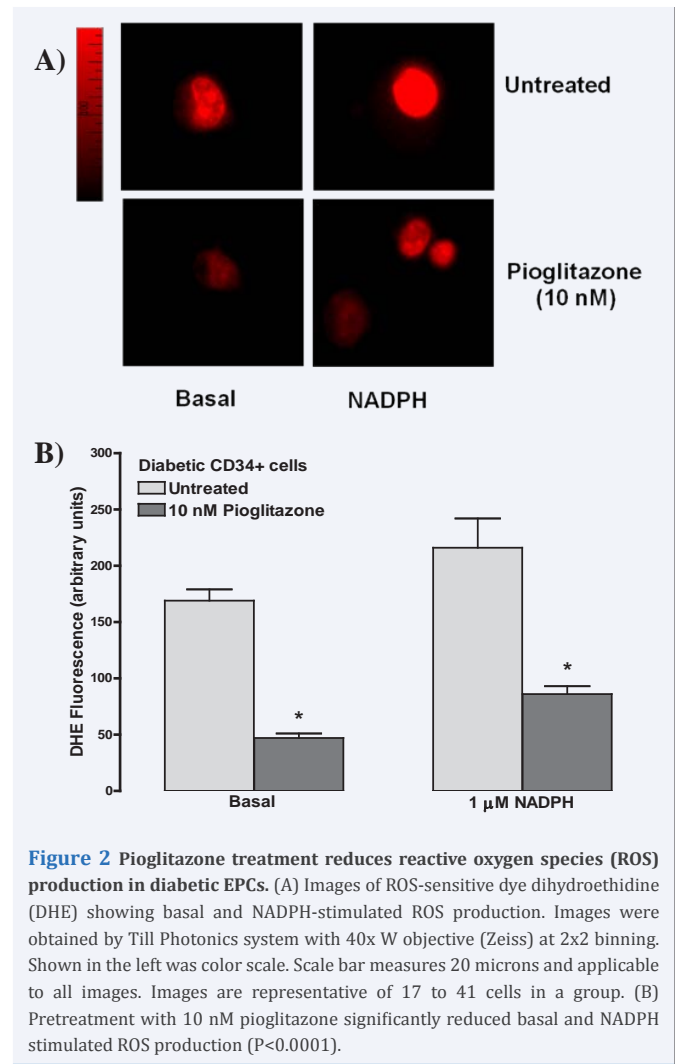 A)
Untreated
Pioglitazone
(10 nM)
Basal NADPH
B)
300
250
200
150
100
50
0
DHE Fluorescence (arbitrary units)
Diabetic CD34+ cells
Untreated
10 nM Pioglitazone
*
*
Basal 1 μM NADPH
Figure 2 Pioglitazone treatment reduces reactive oxygen species (ROS)
production in diabetic EPCs. (A) Images of ROS-sensitive dye dihydroethidine
(DHE) showing basal and NADPH-stimulated ROS production. Images were
obtained by Till Photonics system with 40x W objective (Zeiss) at 2x2 binning.
Shown in the left was color scale. Scale bar measures 20 microns and applicable
to all images. Images are representative of 17 to 41 cells in a group. (B)
Pretreatment with 10 nM pioglitazone significantly reduced basal and NADPH
stimulated ROS production (P<0.0001).